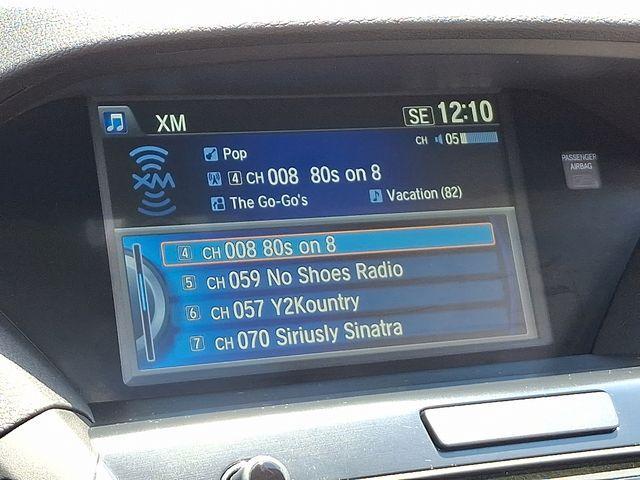 XM SE 12:10
CH 05
Pop
XM 4 CH 008 80s on 8
The Go-Go's Vacation (82)
4 CH 008 80s on 8
5 CH 059 No Shoes Radio
6 CH 057 Y2Kountry
7 CH 070 Siriusly Sinatra
PASSENGER
AIRBAG